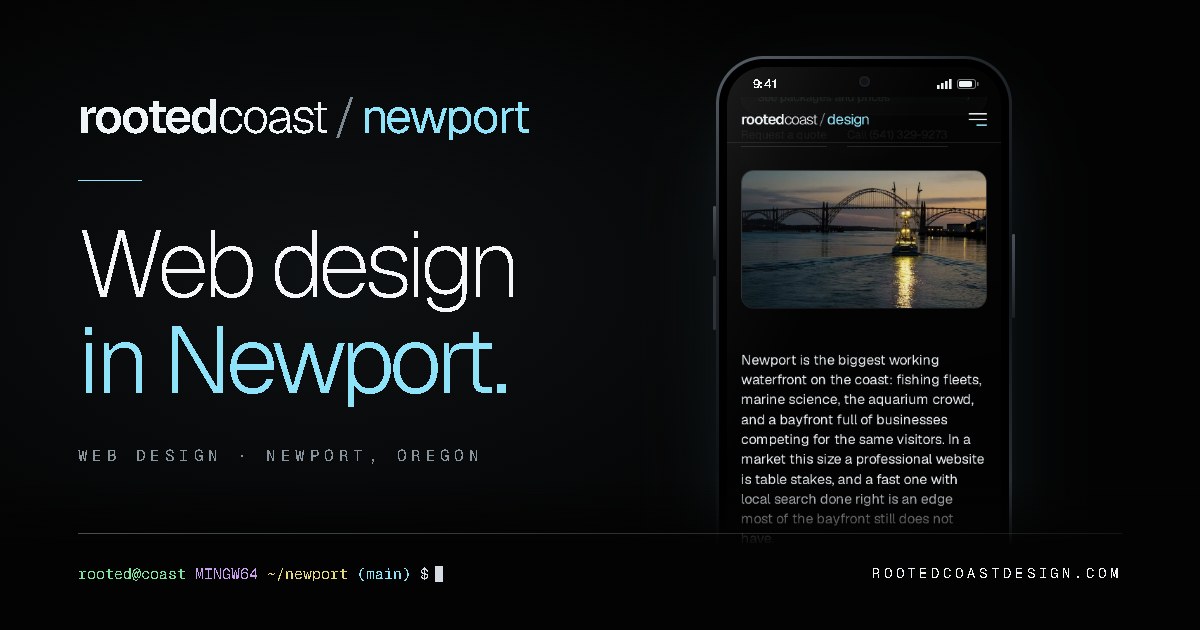 rootedcoast / newport
Web design
in Newport.
WEB DESIGN · NEWPORT, OREGON
rooted@coast MINGW64 ~/newport (main) $
ROOTEDCOASTDESIGN.COM
9:41
packages and prices
rootedcoast / design
Request a quote Call (541) 329-9273
Newport is the biggest working
waterfront on the coast: fishing fleets,
marine science, the aquarium crowd,
and a bayfront full of businesses
competing for the same visitors. In a
market this size a professional website
is table stakes, and a fast one with
local search done right is an edge
most of the bayfront still does not
have.